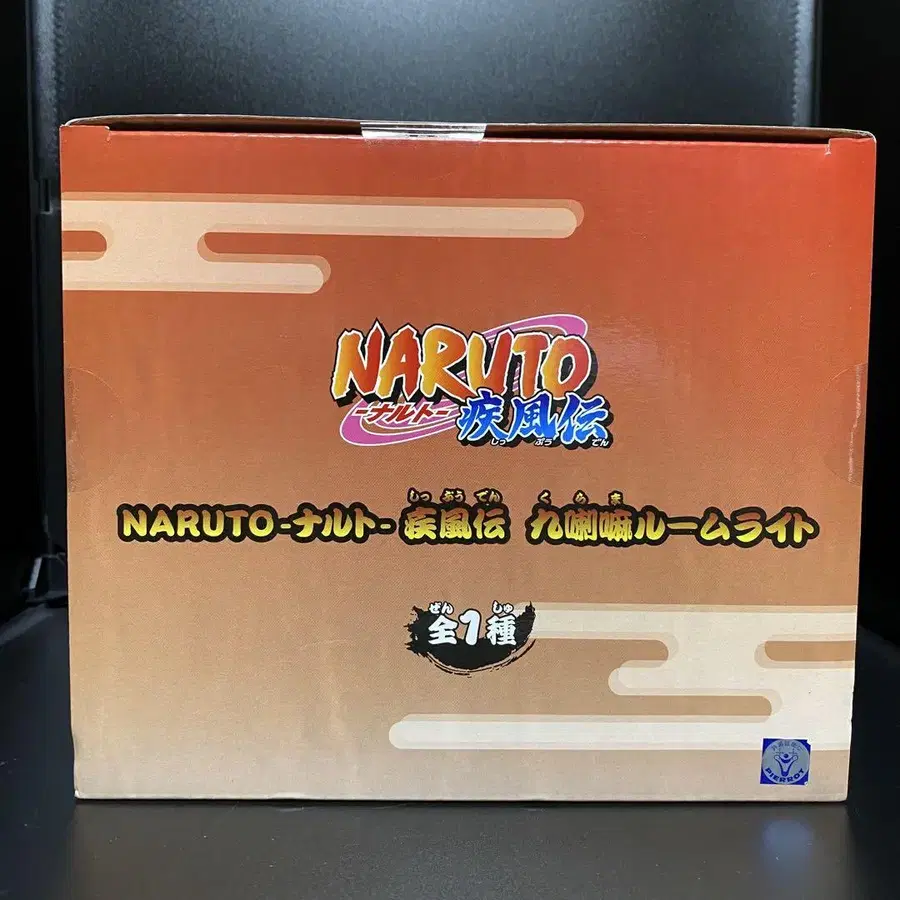 NARUTO
-ナルト- 疾風伝
しっ ぷう でん
しっ ぷう でん く ら ま
NARUTO-ナルト- 疾風伝 九喇嘛ルームライト
ぜん しゅ
全1種
PIERROT